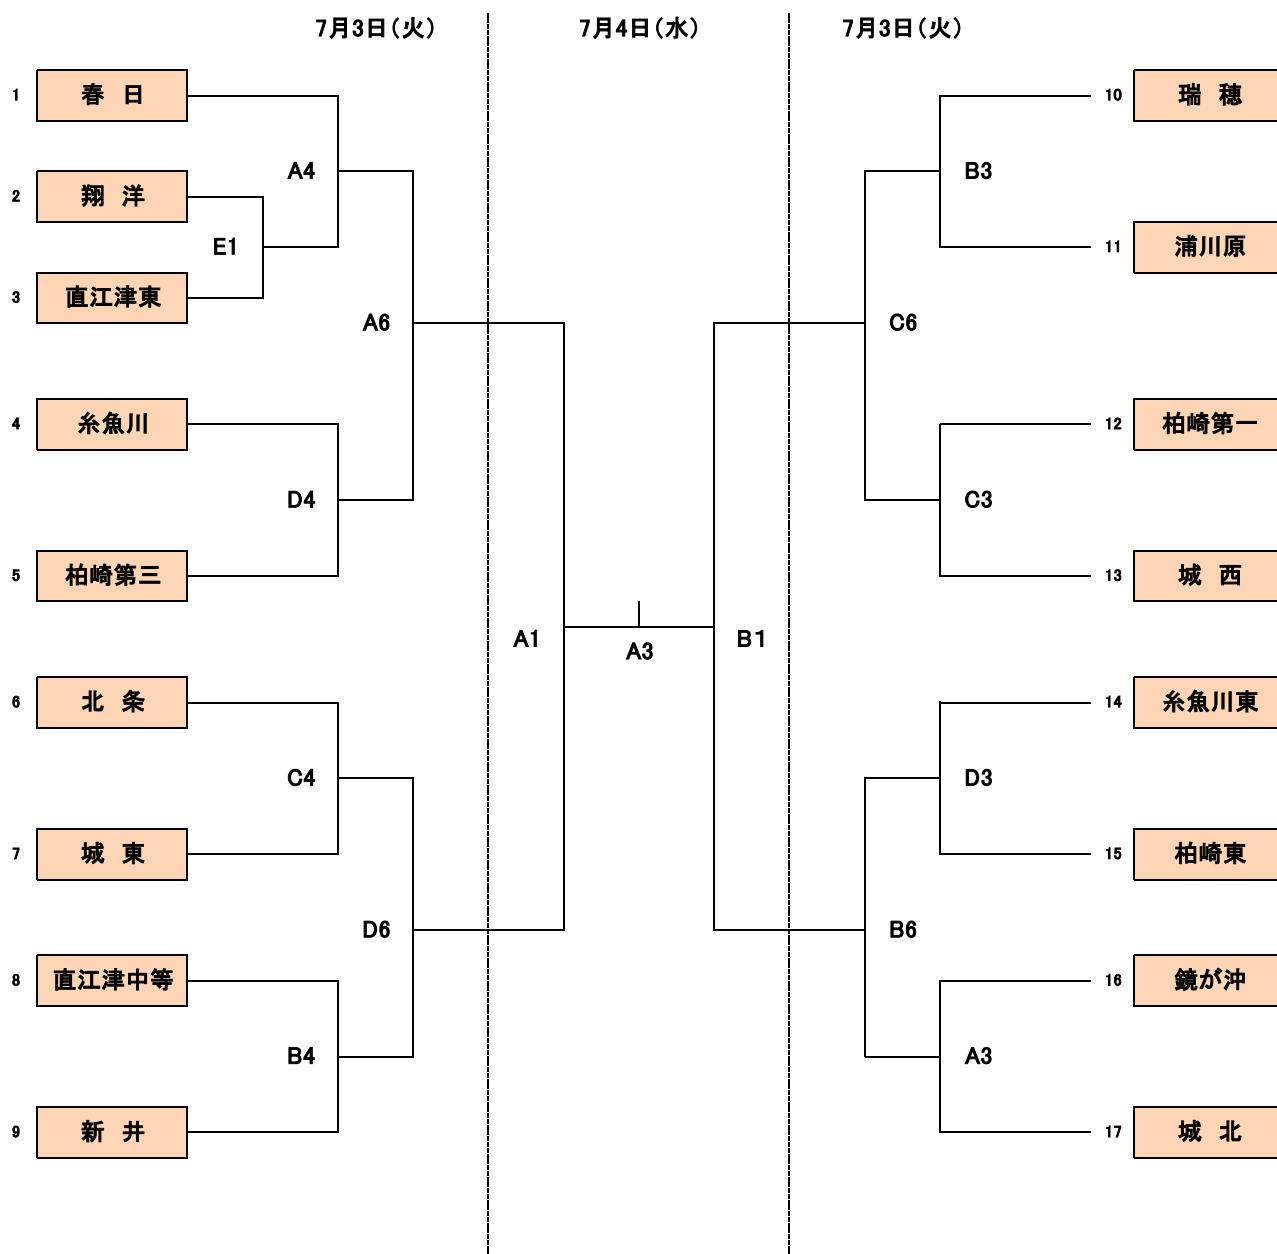 7月3日（火） 7月4日（水） 7月3日（火）
1 春 日 10 瑞 穂
A4 B3
2 翔 洋
E1 11 浦川原
3 直江津東
A6 C6
4 糸魚川 12 柏崎第一
D4 C3
5 柏崎第三 13 城 西
A1 A3 B1
6 北 条 14 糸魚川東
C4 D3
7 城 東 15 柏崎東
D6 B6
8 直江津中等 16 鏡が沖
B4 A3
9 新 井 17 城 北